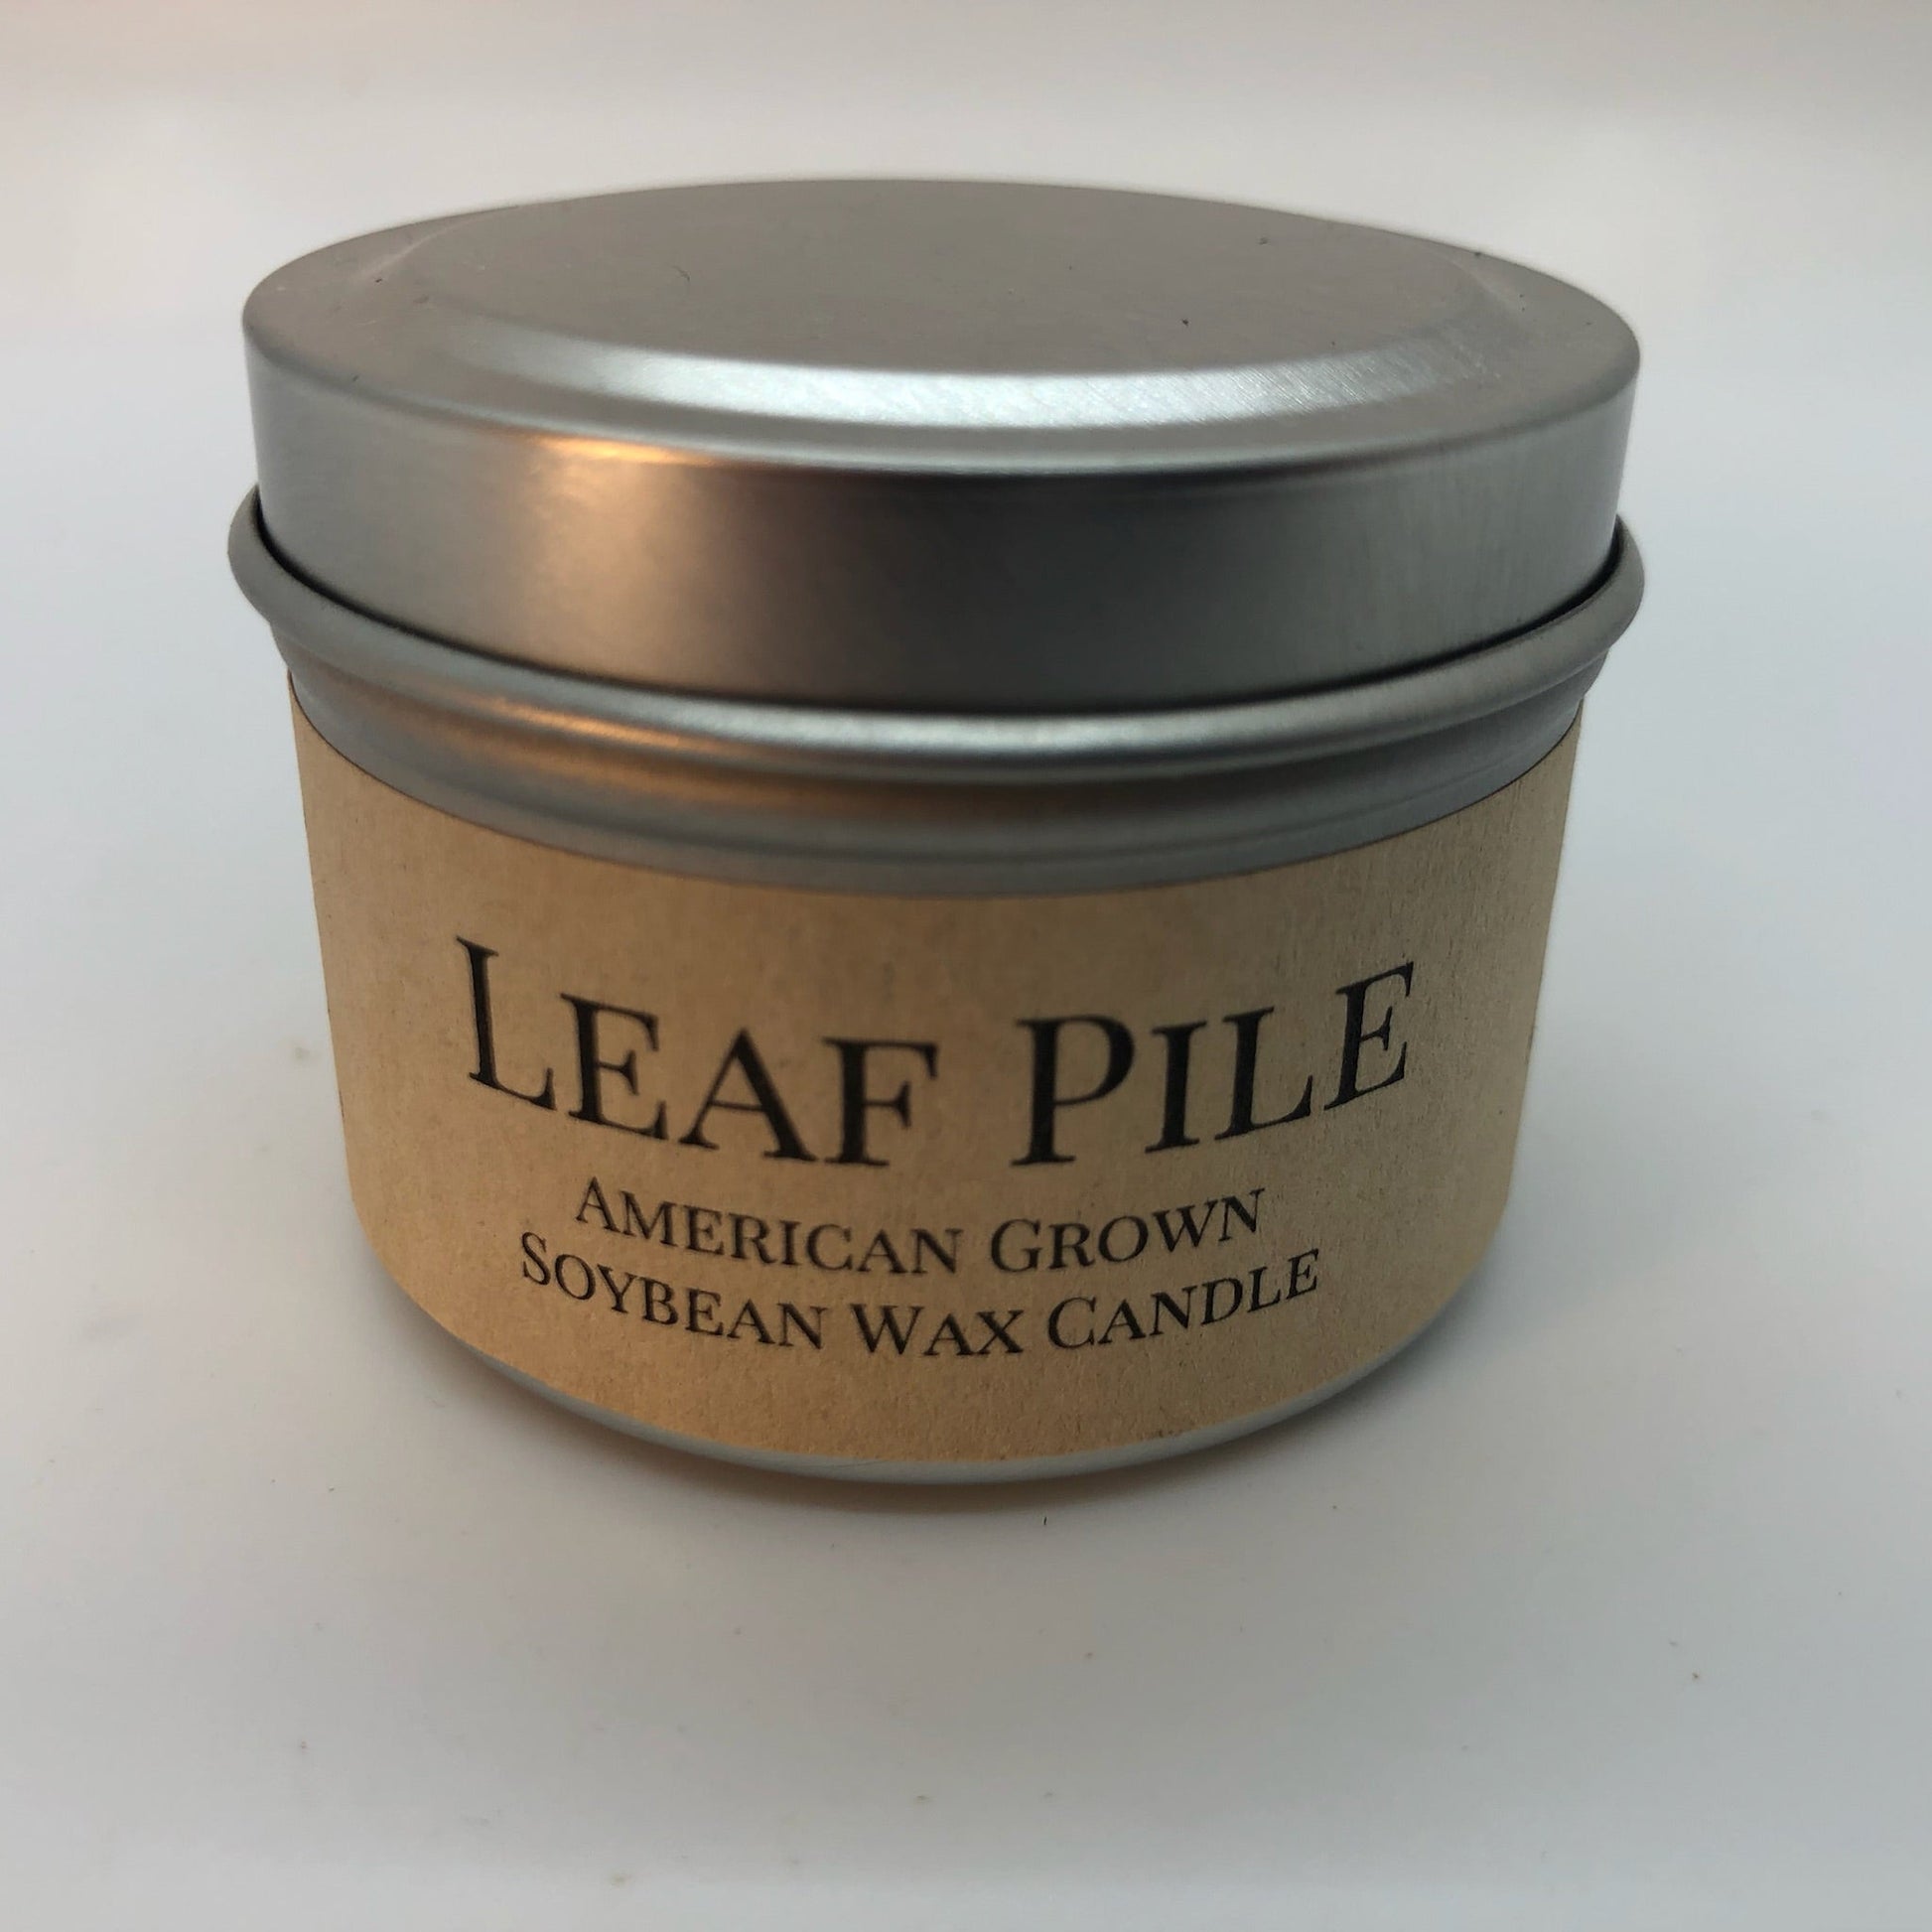 LEAF PILE
AMERICAN GROWN
SOYBEAN WAX CANDLE